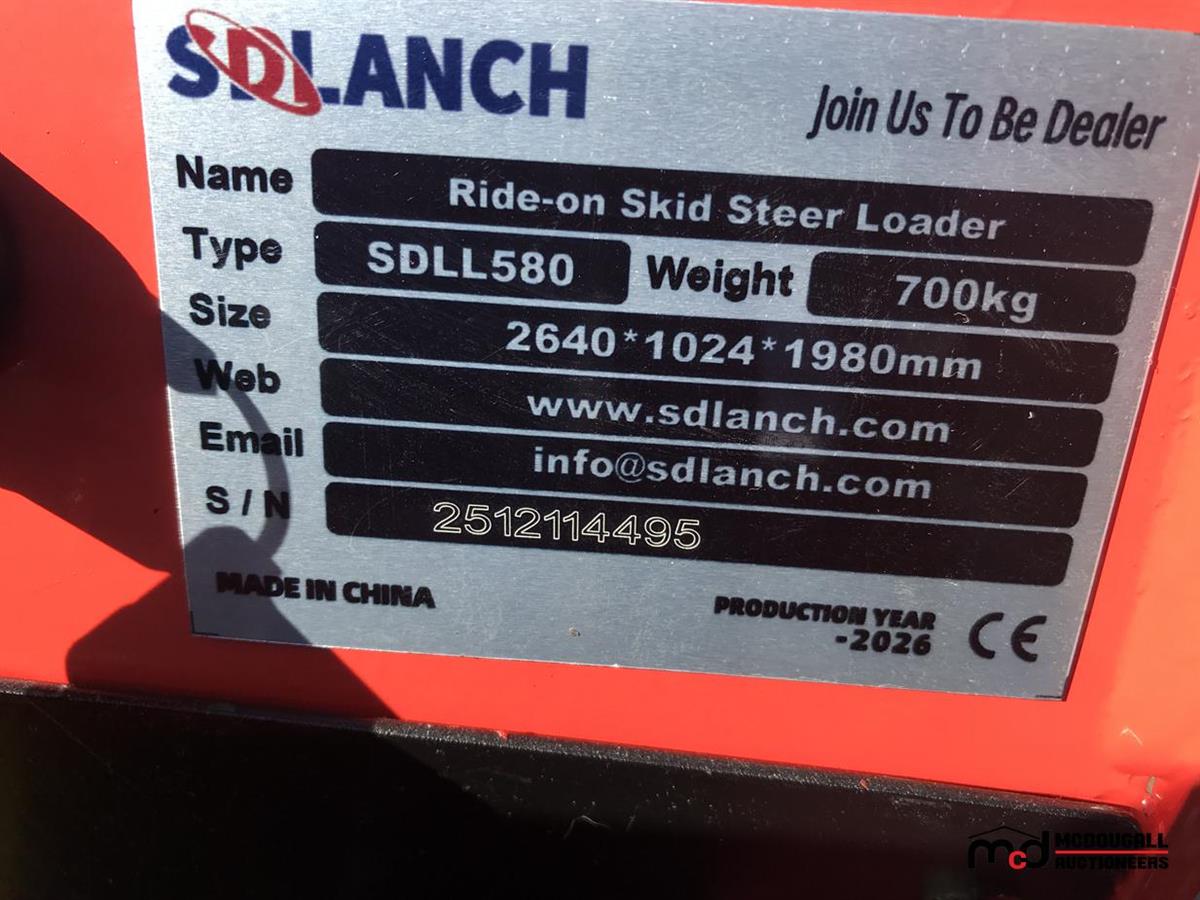 SDLANCH
Join Us To Be Dealer
Name Ride-on Skid Steer Loader
Type SDLL580 Weight 700kg
Size 2640*1024*1980mm
Web www.sdlanch.com
Email info@sdlanch.com
S/N 2512114495
MADE IN CHINA
PRODUCTION YEAR
-2026
CE
mcd MCDOUGALL
AUCTIONEERS